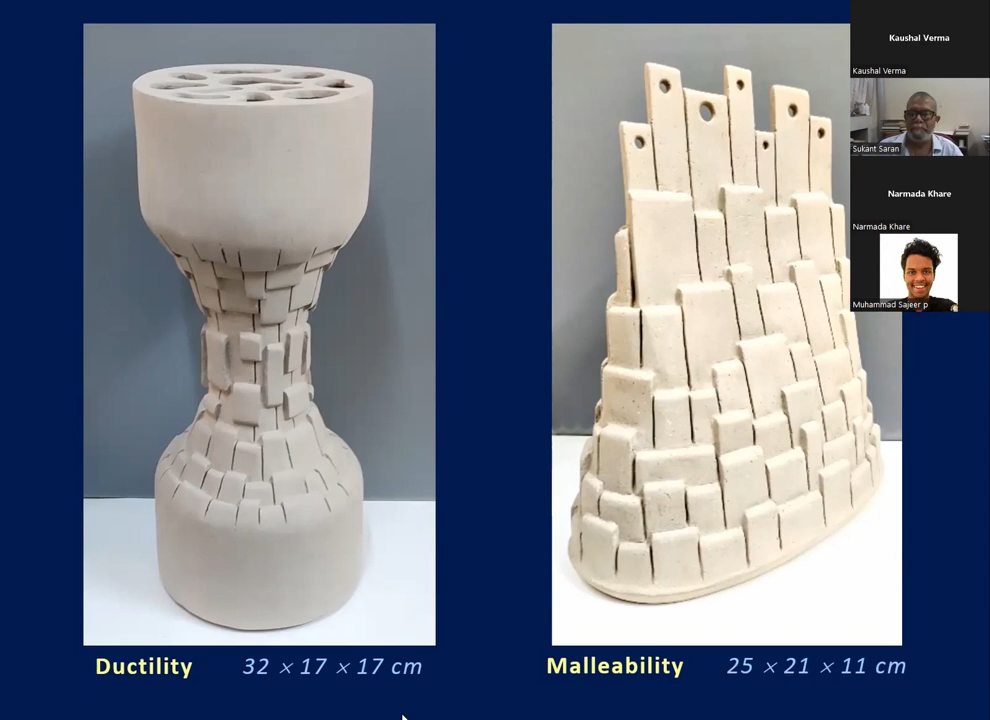 Kaushal Verma
Kaushal Verma
Sukant Saran
Narmada Khare
Narmada Khare
Muhammad Sajeer p
Ductility 32 × 17 × 17 cm
Malleability 25 × 21 × 11 cm